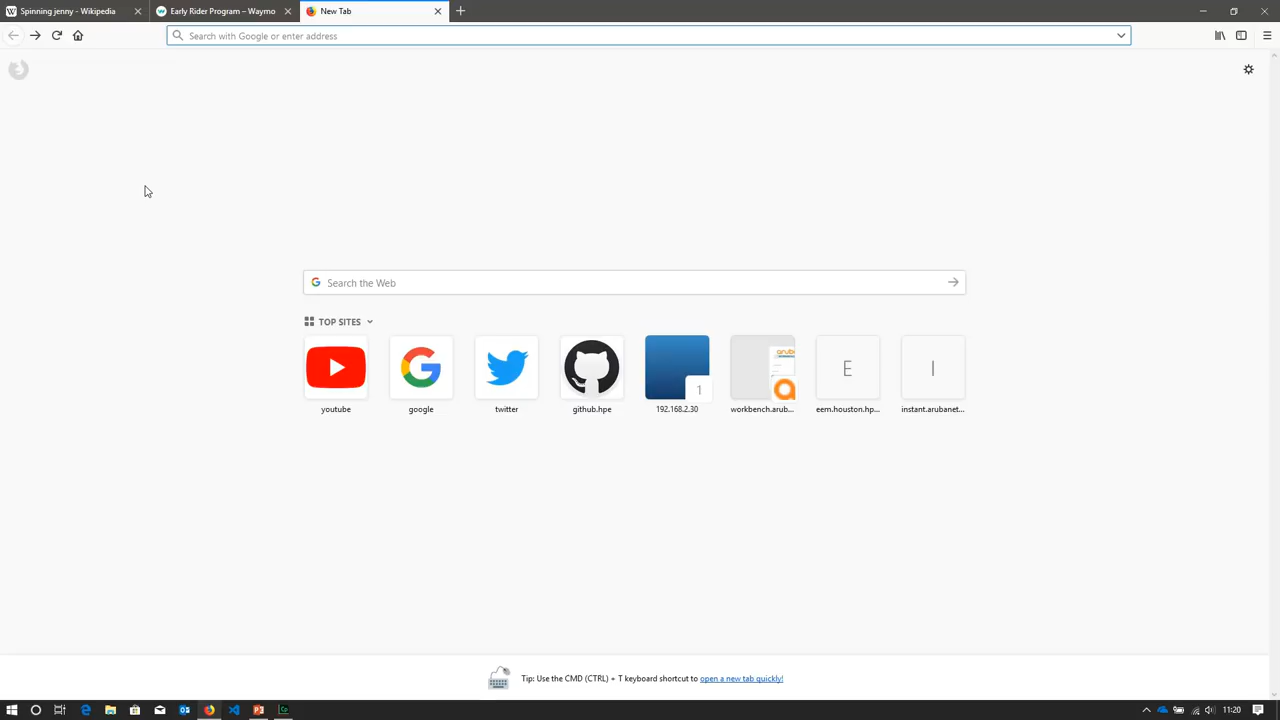 Spinning jenny - Wikipedia
Early Rider Program – Waymo
New Tab
Search with Google or enter address
Search the Web
TOP SITES
1
E
I
youtube
google
twitter
github.hpe
192.168.2.30
workbench.arub...
eem.houston.hp...
instant.arubanet...
Tip: Use the CMD (CTRL) + T keyboard shortcut to open a new tab quickly!
11:20